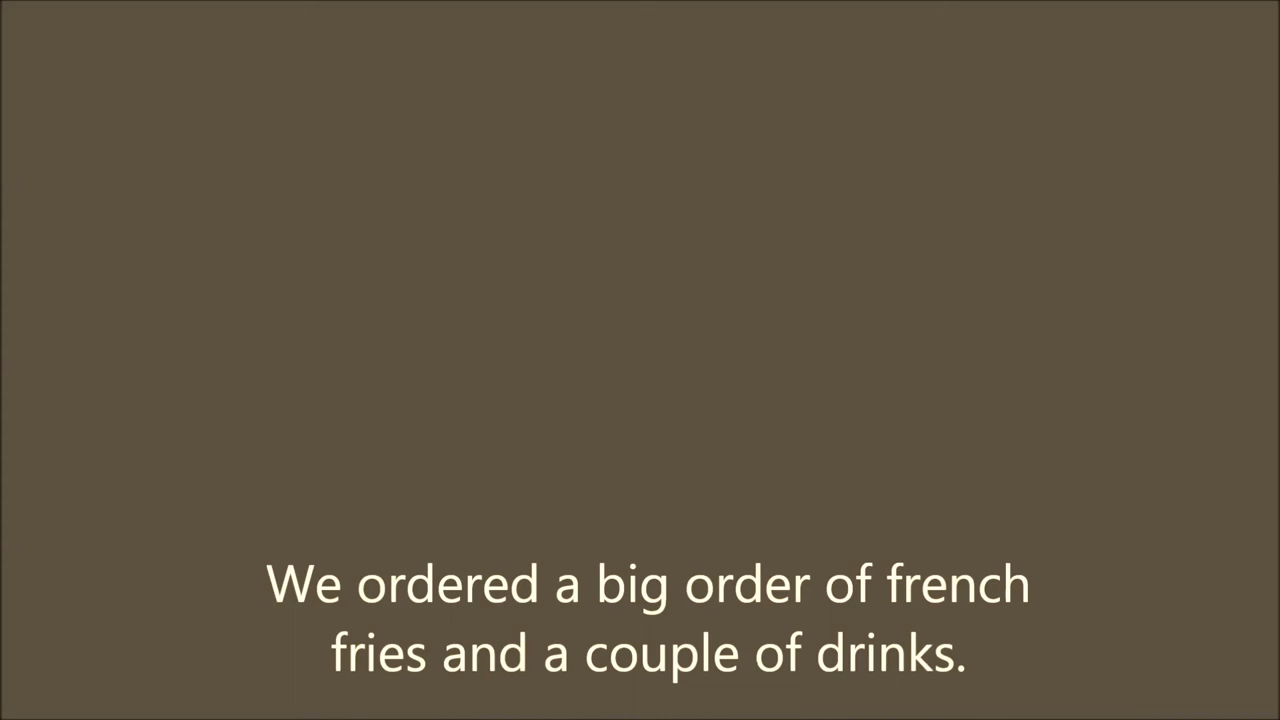 We ordered a big order of french
fries and a couple of drinks.